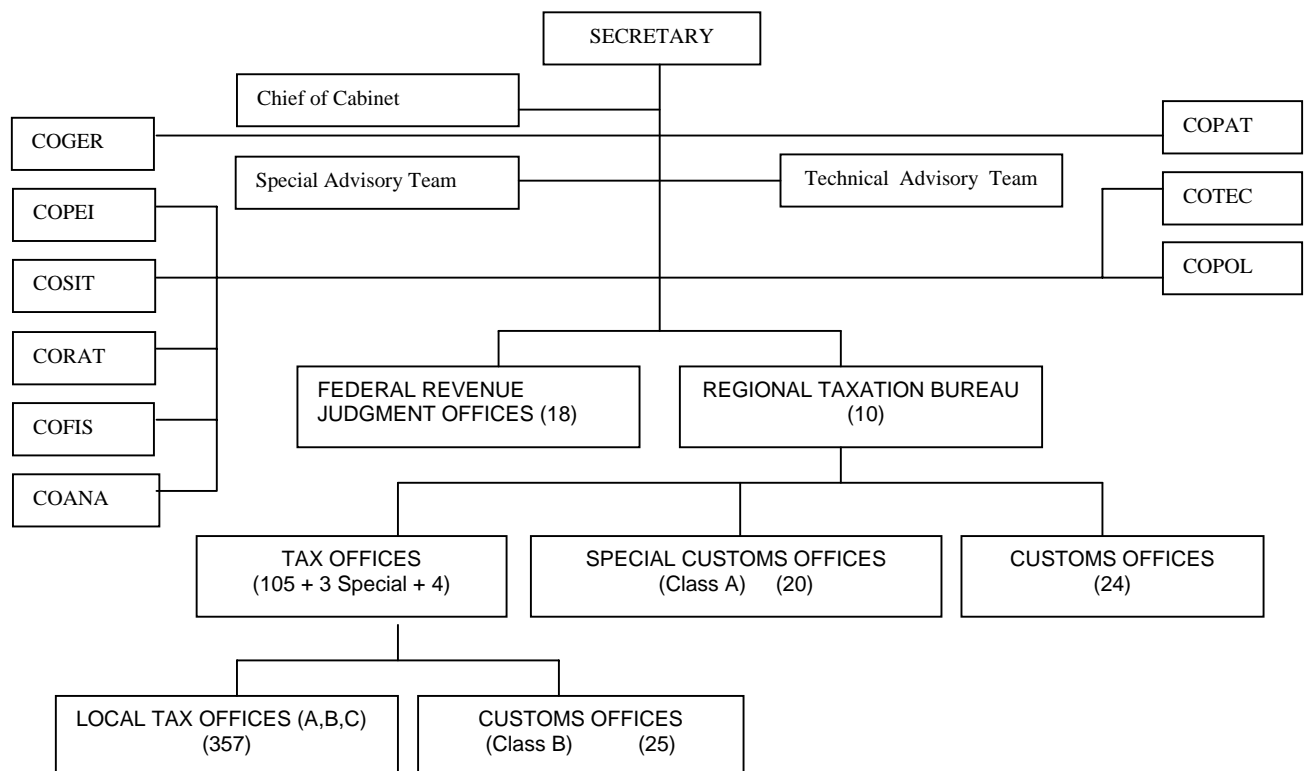 SECRETARY
Chief of Cabinet
COGER
COPAT
Special Advisory Team
Technical Advisory Team
COPEI
COTEC
COSIT
COPOL
CORAT
FEDERAL REVENUE
JUDGMENT OFFICES (18)
REGIONAL TAXATION BUREAU
(10)
COFIS
COANA
TAX OFFICES
(105 + 3 Special + 4)
SPECIAL CUSTOMS OFFICES
(Class A) (20)
CUSTOMS OFFICES
(24)
LOCAL TAX OFFICES (A,B,C)
(357)
CUSTOMS OFFICES
(Class B) (25)